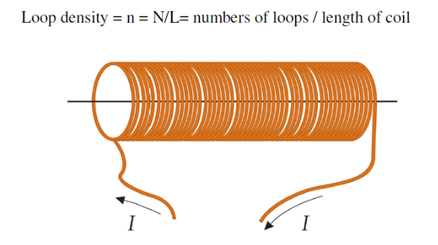 Loop density = n = N/L= numbers of loops / length of coil
I I